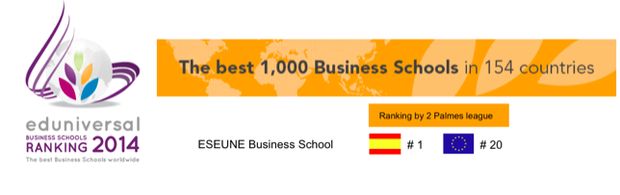 eduniversal
BUSINESS SCHOOLS
RANKING 2014
The best Business Schools worldwide
The best 1,000 Business Schools in 154 countries
Ranking by 2 Palmes league
ESEUNE Business School # 1 # 20